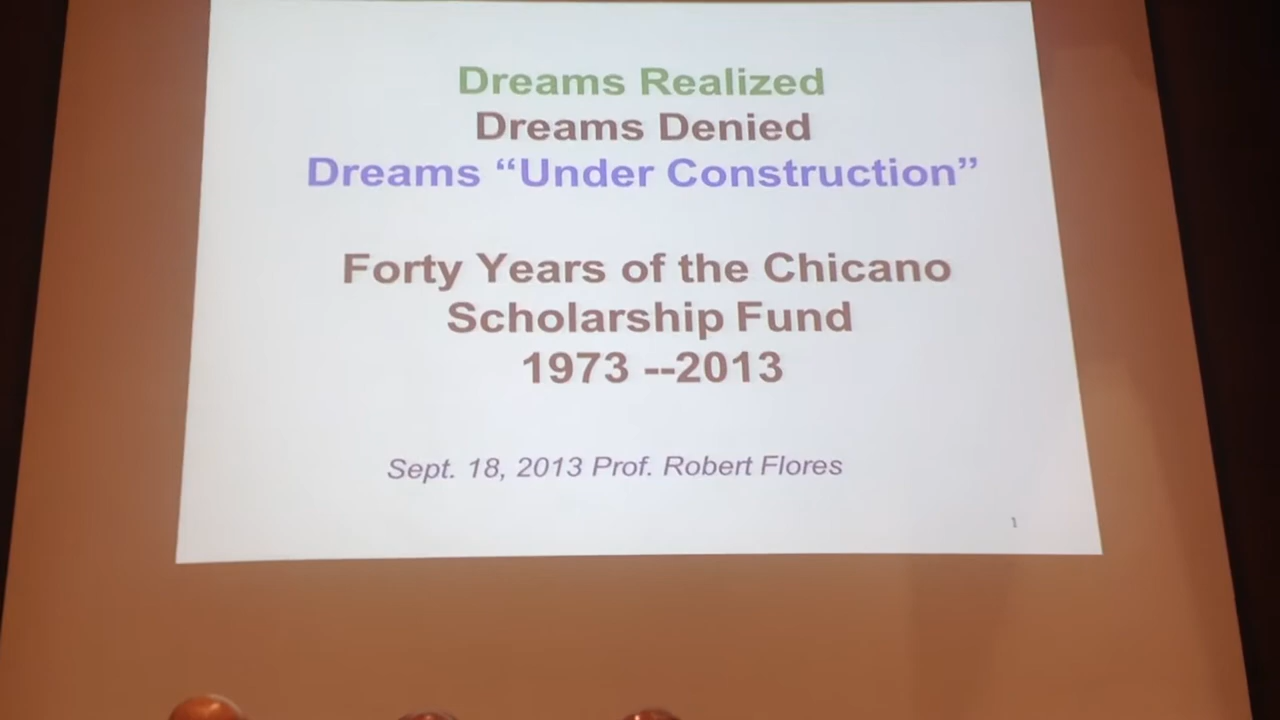 Dreams Realized
Dreams Denied
Dreams “Under Construction”
Forty Years of the Chicano
Scholarship Fund
1973 --2013
Sept. 18, 2013 Prof. Robert Flores
1